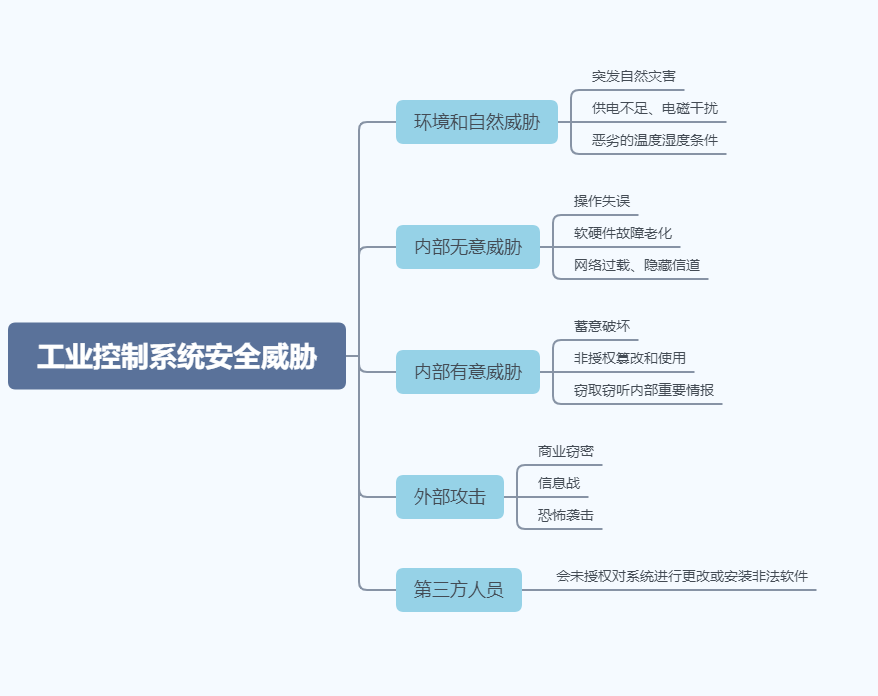 工业控制系统安全威胁
环境和自然威胁
突发自然灾害
供电不足、电磁干扰
恶劣的温度湿度条件
内部无意威胁
操作失误
软硬件故障老化
网络过载、隐藏信道
内部有意威胁
蓄意破坏
非授权篡改和使用
窃取窃听内部重要情报
外部攻击
商业窃密
信息战
恐怖袭击
第三方人员
会未授权对系统进行更改或安装非法软件